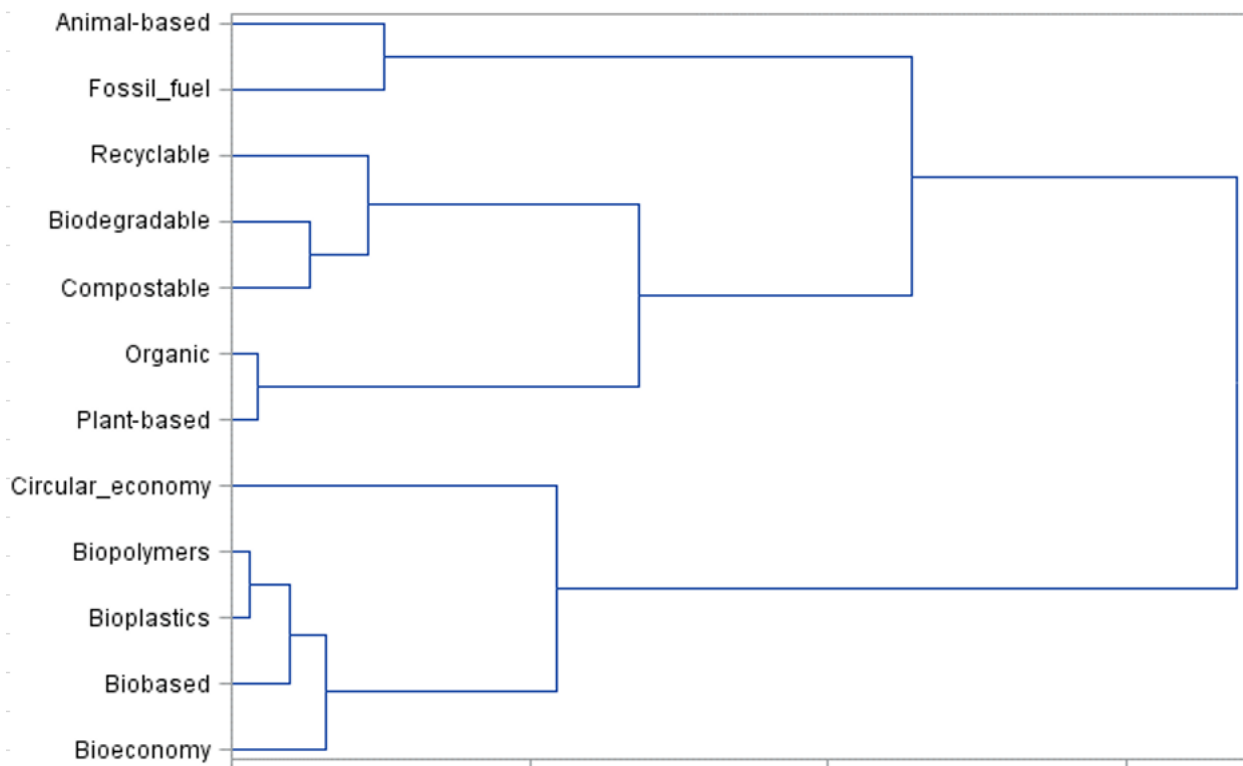 Animal-based
Fossil_fuel
Recyclable
Biodegradable
Compostable
Organic
Plant-based
Circular_economy
Biopolymers
Bioplastics
Biobased
Bioeconomy